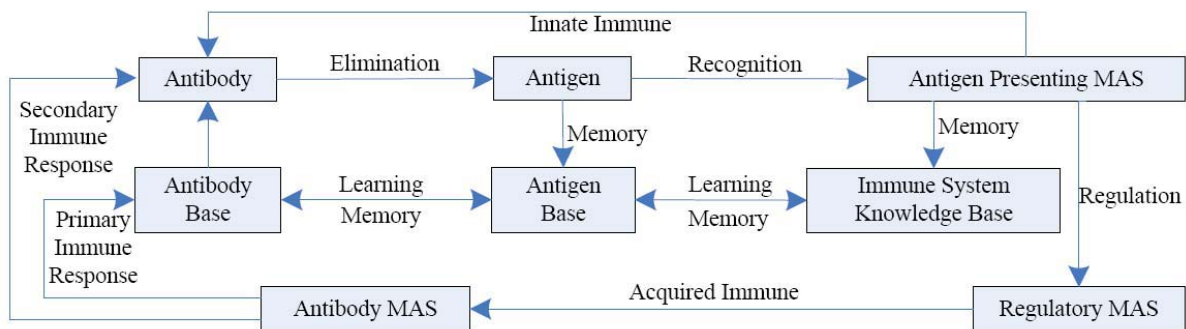 Innate Immune
Antibody
Elimination
Antigen
Recognition
Antigen Presenting MAS
Secondary
Immune
Response
Memory
Memory
Antibody
Base
Learning
Memory
Antigen
Base
Learning
Memory
Immune System
Knowledge Base
Regulation
Primary
Immune
Response
Antibody MAS
Acquired Immune
Regulatory MAS